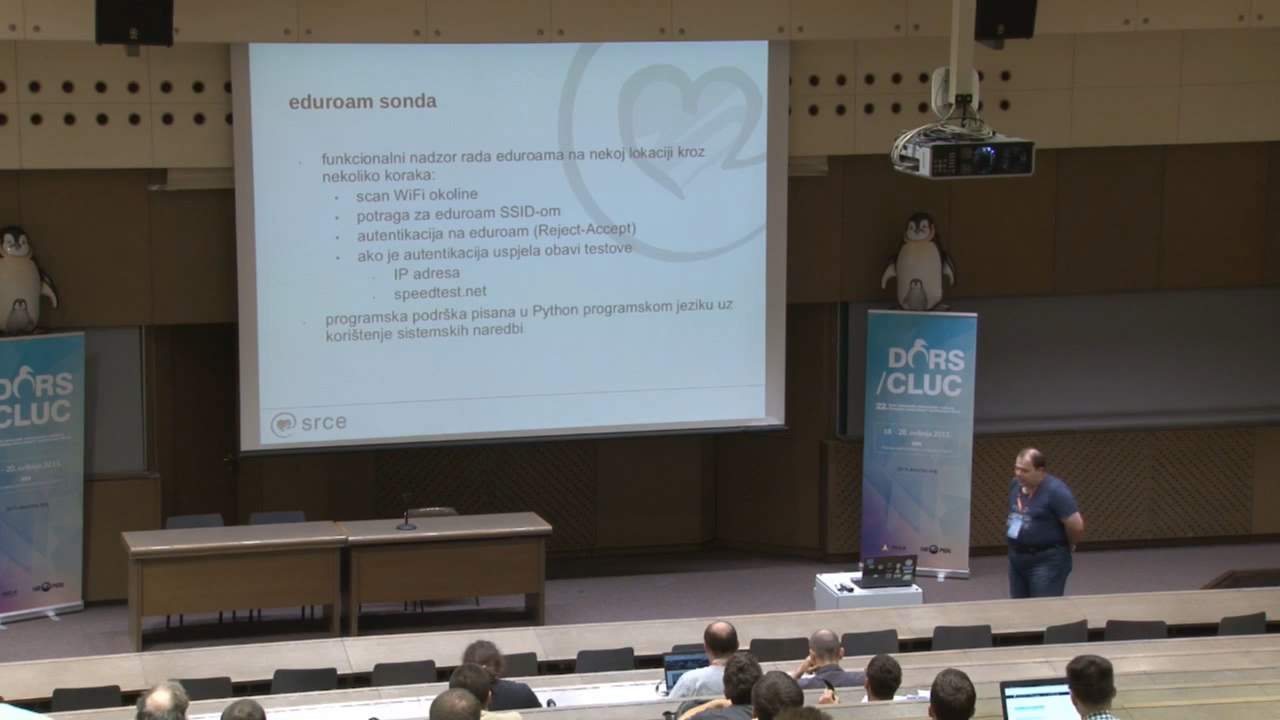 eduroam sonda
funkcionalni nadzor rada eduroama na nekoj lokaciji kroz
nekoliko koraka:
scan WiFi okoline
potraga za eduroam SSID-om
autentikacija na eduroam (Reject-Accept)
ako je autentikacija uspjela obavi testove
IP adresa
speedtest.net
programska podrška pisana u Python programskom jeziku uz
korištenje sistemskih naredbi
srce
DORS
/CLUC
DORS
CLUC